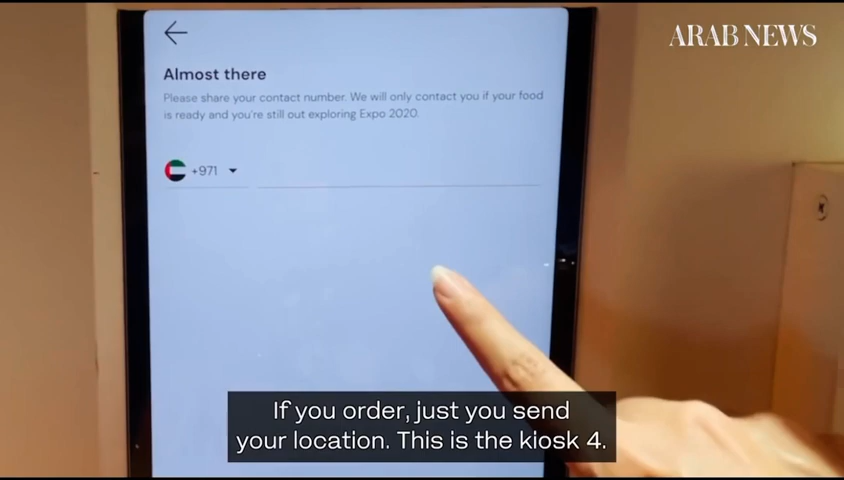 ARAB NEWS
Almost there
Please share your contact number. We will only contact you if your food
is ready and you're still out exploring Expo 2020.
+971
If you order, just you send
your location. This is the kiosk 4.